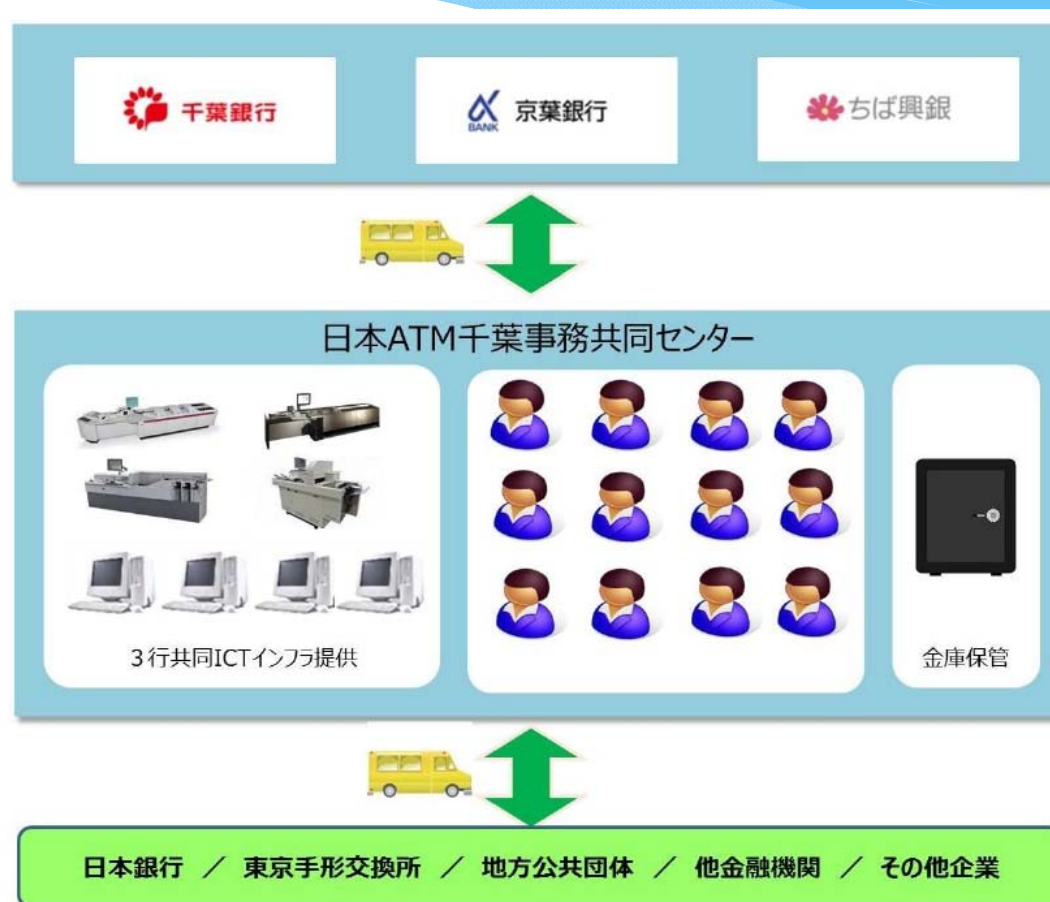 千葉銀行
BANK 京葉銀行
ちば興銀
日本ATM千葉事務共同センター
3行共同ICTインフラ提供
金庫保管
日本銀行 / 東京手形交換所 / 地方公共団体 / 他金融機関 / その他企業